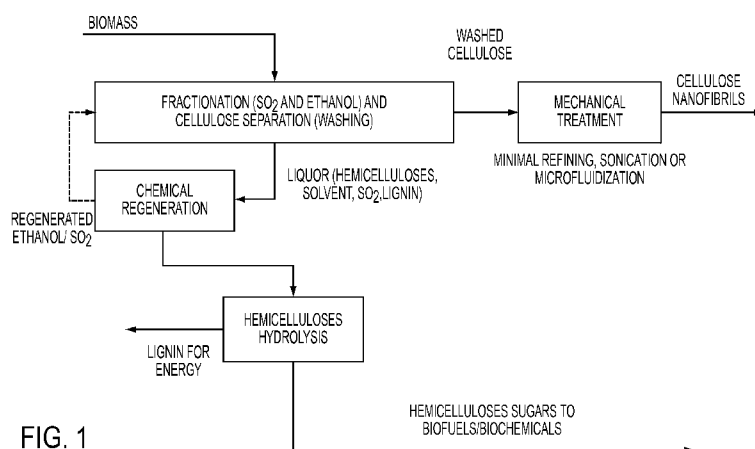 BIOMASS
FRACTIONATION (SO2 AND ETHANOL) AND
CELLULOSE SEPARATION (WASHING)
WASHED
CELLULOSE
MECHANICAL
TREATMENT
CELLULOSE
NANOFIBRILS
MINIMAL REFINING, SONICATION OR
MICROFLUIDIZATION
LIQUOR (HEMICELLULOSES,
SOLVENT, SO2,LIGNIN)
CHEMICAL
REGENERATION
REGENERATED
ETHANOL/ SO2
HEMICELLULOSES
HYDROLYSIS
LIGNIN FOR
ENERGY
HEMICELLULOSES SUGARS TO
BIOFUELS/BIOCHEMICALS
FIG. 1